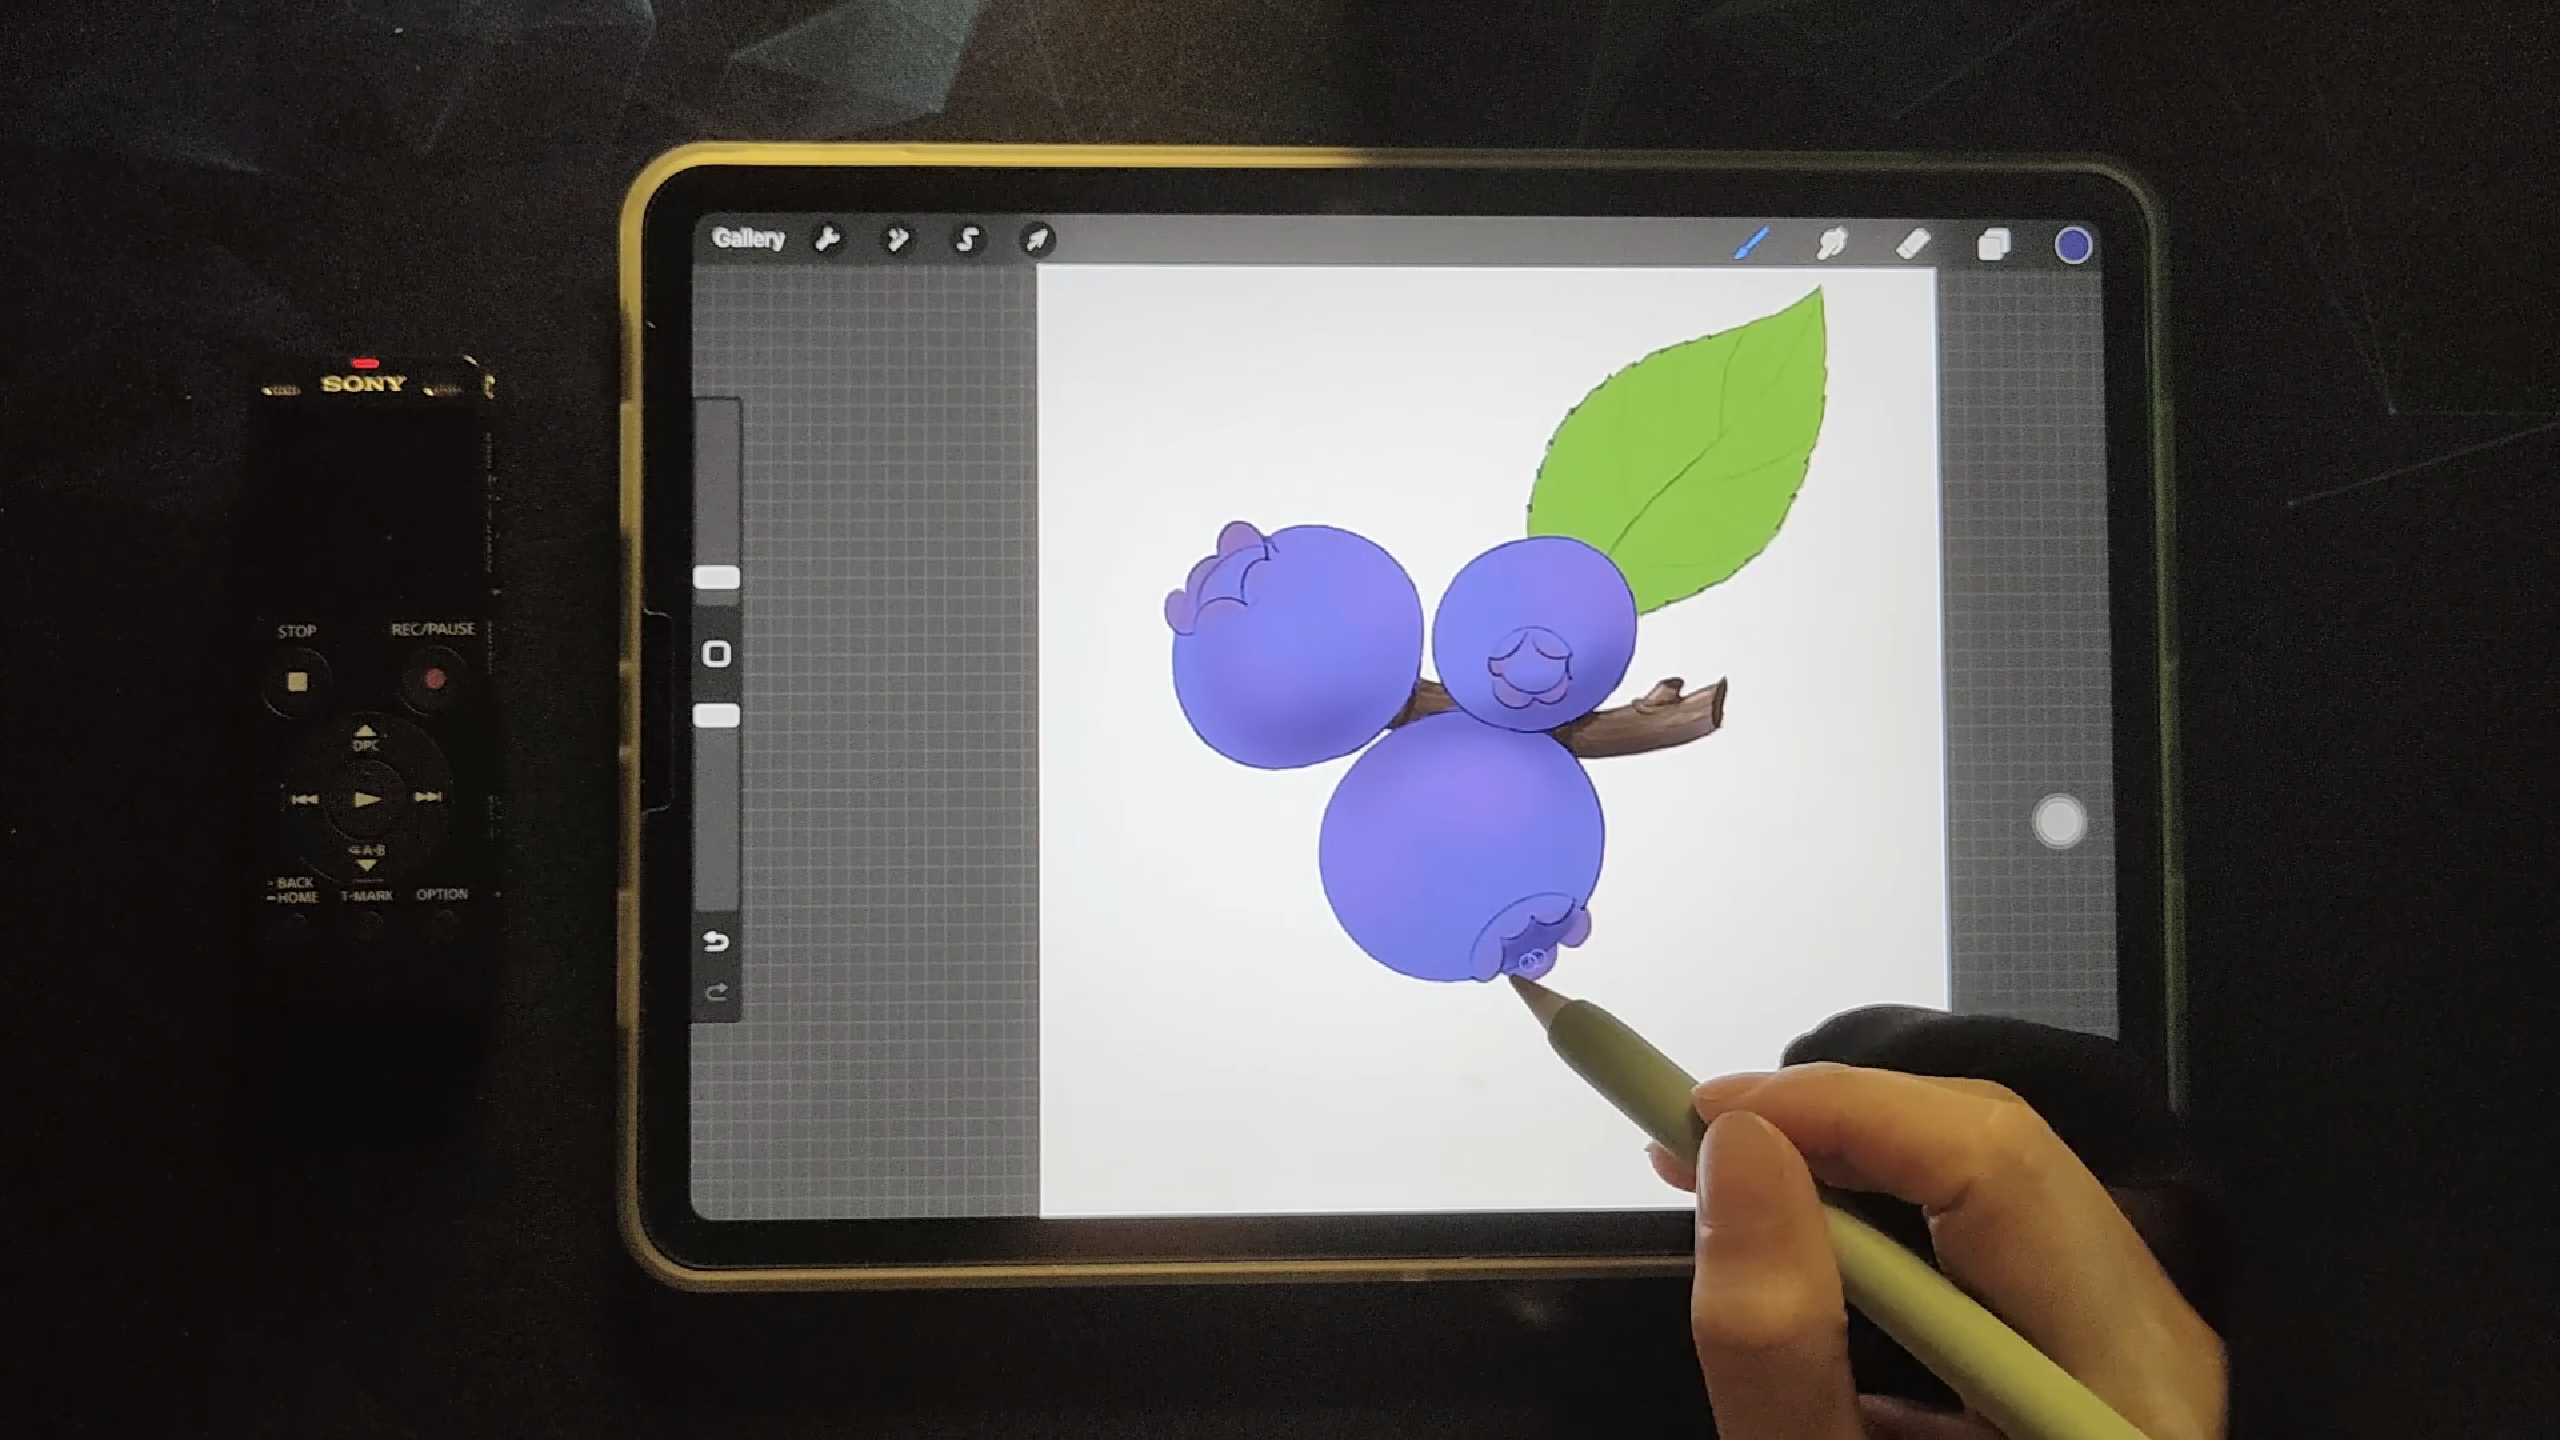 Gallery
SONY
STOP REC/PAUSE
DPC
A-B
BACK
HOME T-MARK OPTION